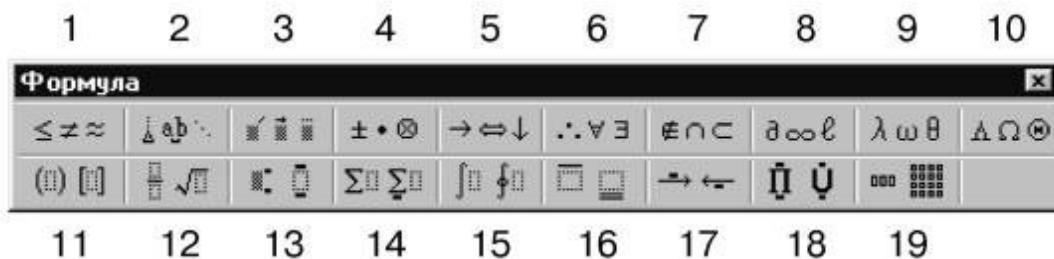 1 2 3 4 5 6 7 8 9 10
Формула
≤ ≠ ≈ ab ± • ⊗ → ⇔ ↓ ∴ ∀ ∃ ∉ ∩ ⊂ ∂ ∞ ℓ λ ω θ Λ Ω Θ
() [] √ Σ Σ ∫ ∮ → ← Π U
11 12 13 14 15 16 17 18 19